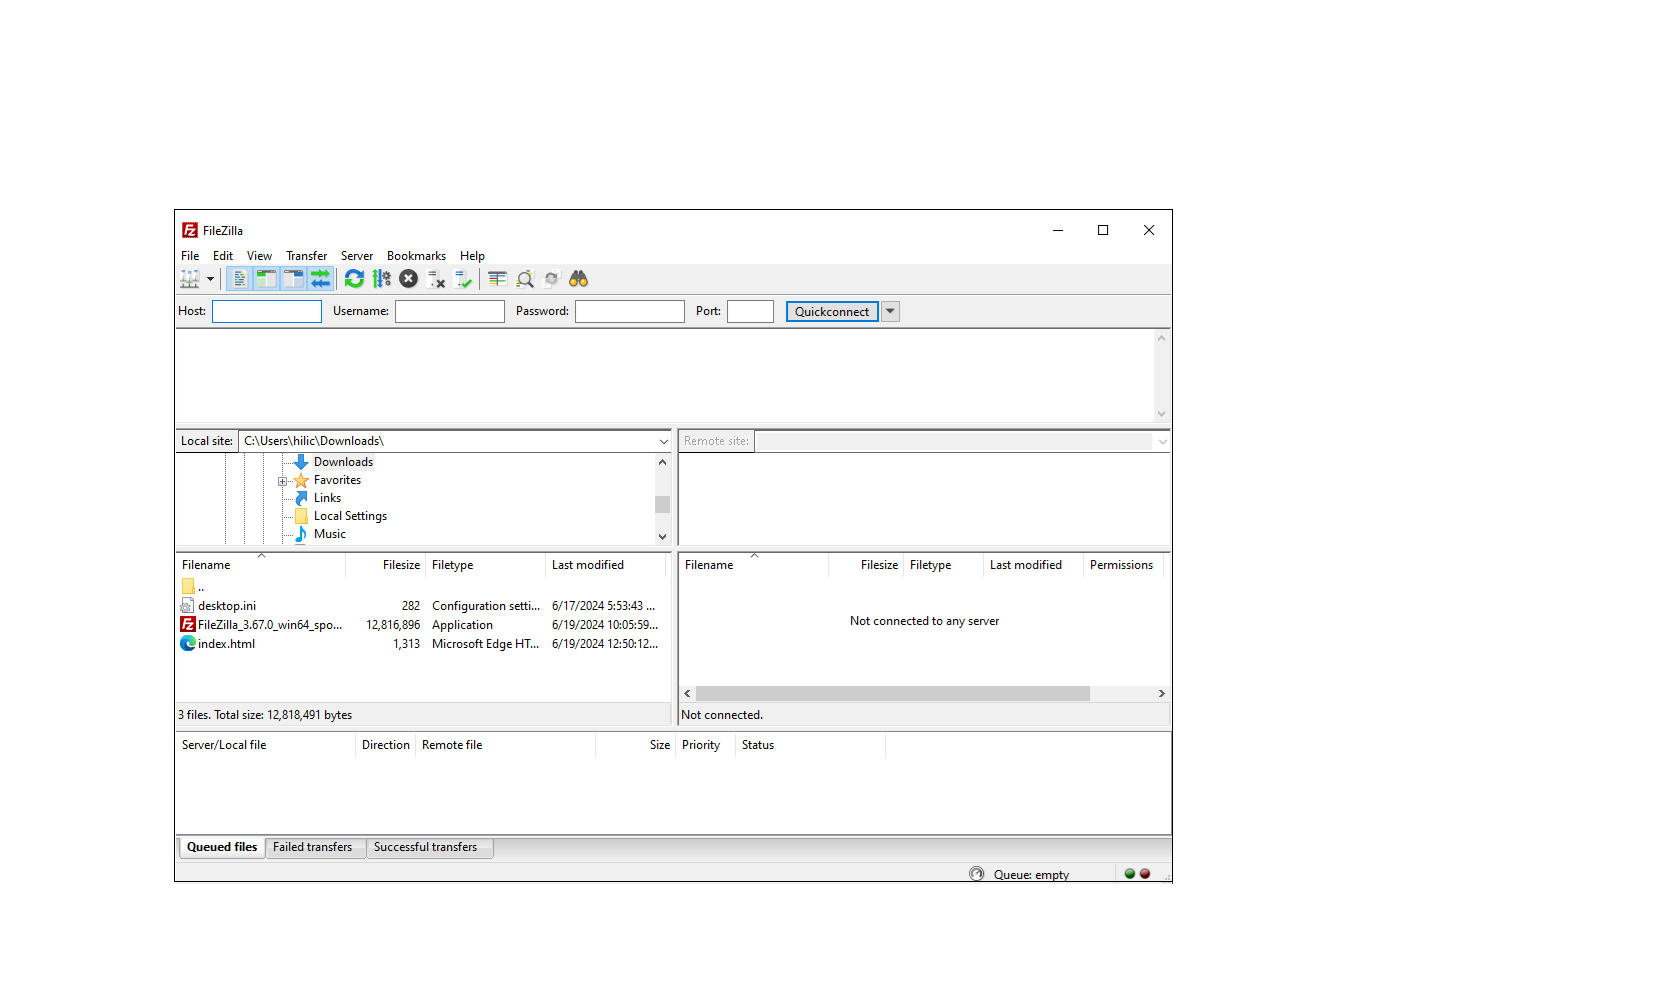 FileZilla
File Edit View Transfer Server Bookmarks Help
Host: Username: Password: Port: Quickconnect
Local site: C:\Users\hilic\Downloads\
Remote site:
Downloads
Favorites
Links
Local Settings
Music
Filename Filesize Filetype Last modified
..
desktop.ini 282 Configuration setti... 6/17/2024 5:53:43 ...
FileZilla_3.67.0_win64_spo... 12,816,896 Application 6/19/2024 10:05:59...
index.html 1,313 Microsoft Edge HT... 6/19/2024 12:50:12...
3 files. Total size: 12,818,491 bytes
Filename Filesize Filetype Last modified Permissions
Not connected to any server
Not connected.
Server/Local file Direction Remote file Size Priority Status
Queued files Failed transfers Successful transfers
Queue: empty